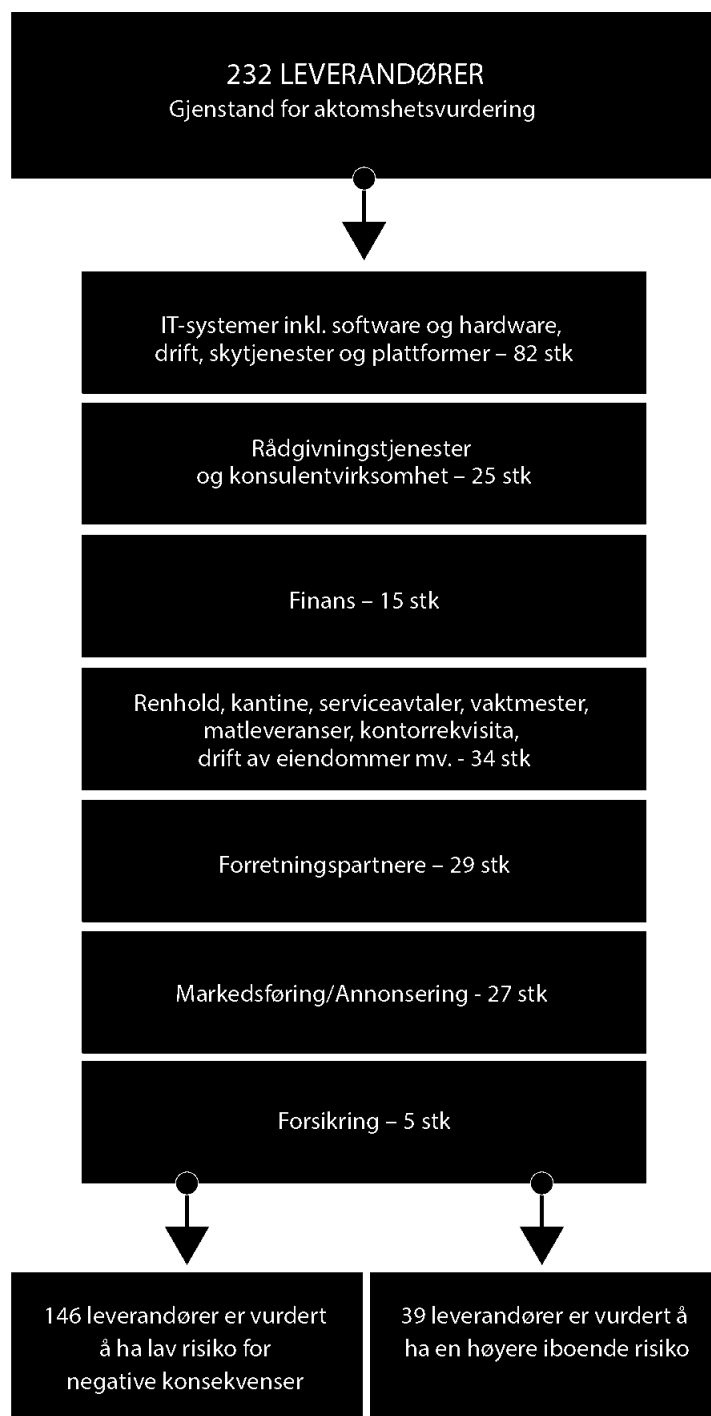 232 LEVERANDØRER
Gjenstand for aktomshetsvurdering
IT-systemer inkl. software og hardware,
drift, skytjenester og plattformer – 82 stk
Rådgivningstjenester
og konsulentvirksomhet – 25 stk
Finans – 15 stk
Renhold, kantine, serviceavtaler, vaktmester,
matleveranser, kontorrekvisita,
drift av eiendommer mv. - 34 stk
Forretningspartnere – 29 stk
Markedsføring/Annonsering - 27 stk
Forsikring – 5 stk
146 leverandører er vurdert
å ha lav risiko for
negative konsekvenser
39 leverandører er vurdert å
ha en høyere iboende risiko